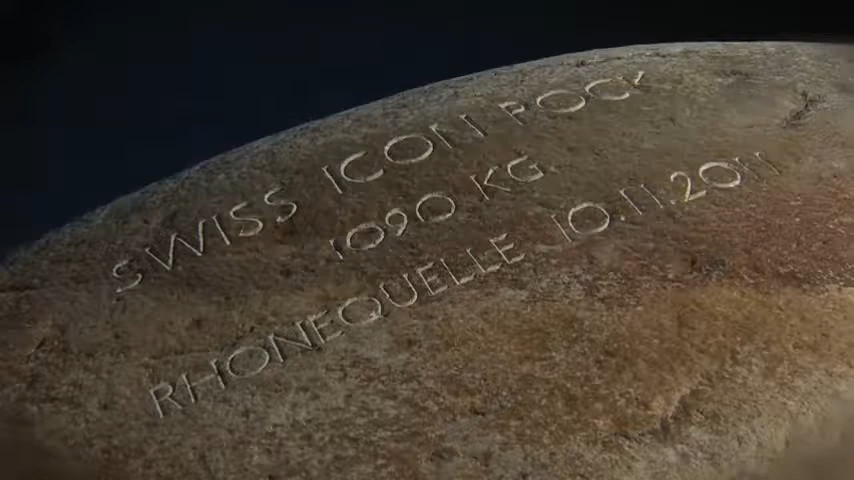 SWISS ICON ROCK
1090 KG
RHONEQUELLE 10.11.2011